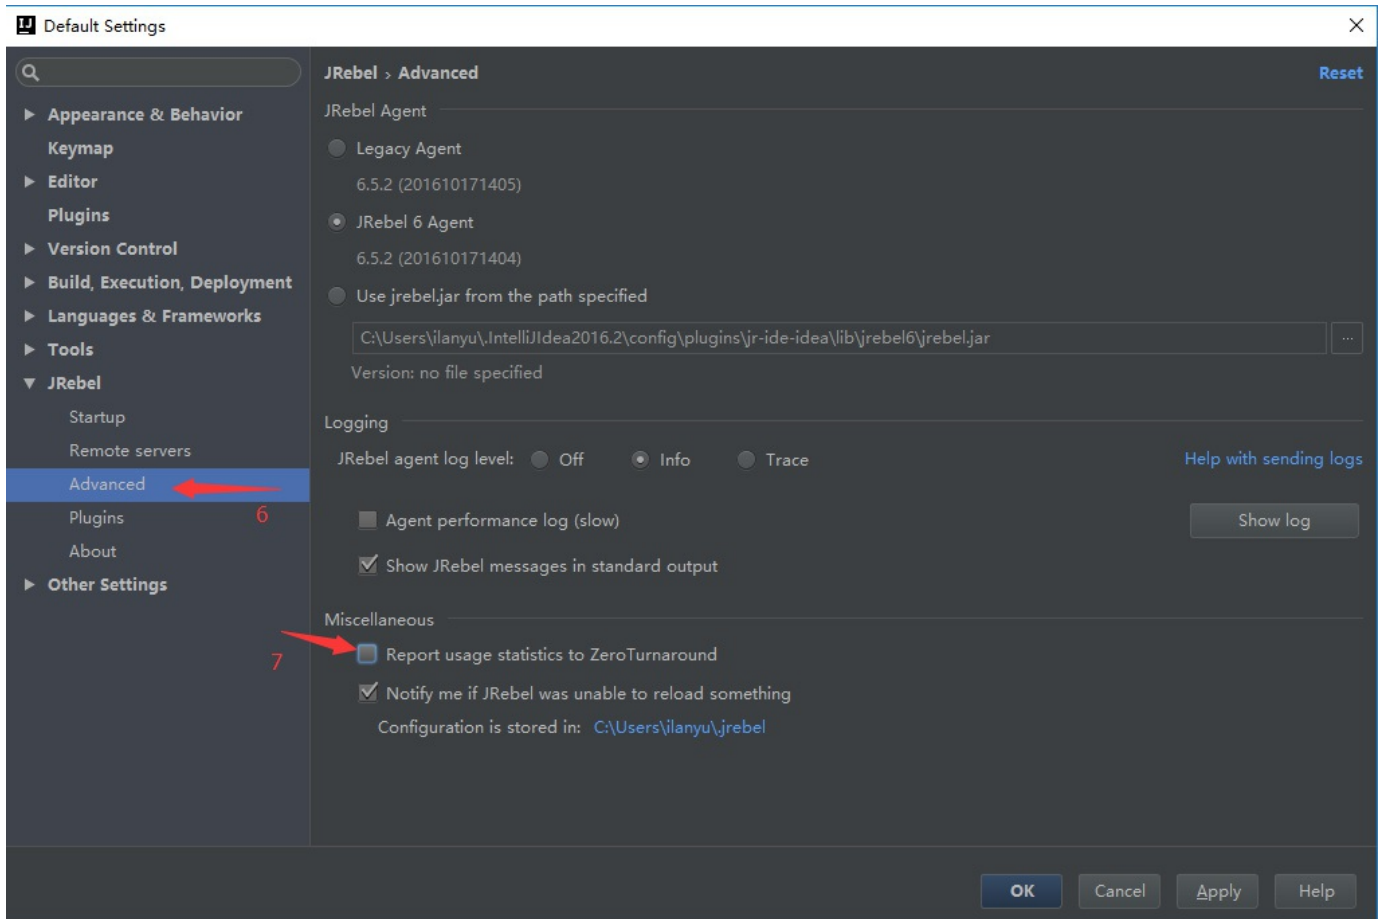 Default Settings
JRebel › Advanced
Reset
Appearance & Behavior
Keymap
Editor
Plugins
Version Control
Build, Execution, Deployment
Languages & Frameworks
Tools
JRebel
Startup
Remote servers
Advanced
6
Plugins
About
Other Settings
JRebel Agent
Legacy Agent
6.5.2 (201610171405)
JRebel 6 Agent
6.5.2 (201610171404)
Use jrebel.jar from the path specified
C:\Users\ilanyu\.IntelliJIdea2016.2\config\plugins\jr-ide-idea\lib\jrebel6\jrebel.jar
...
Version: no file specified
Logging
JRebel agent log level: Off Info Trace
Help with sending logs
Agent performance log (slow)
Show log
Show JRebel messages in standard output
Miscellaneous
7
Report usage statistics to ZeroTurnaround
Notify me if JRebel was unable to reload something
Configuration is stored in: C:\Users\ilanyu\.jrebel
OK
Cancel
Apply
Help